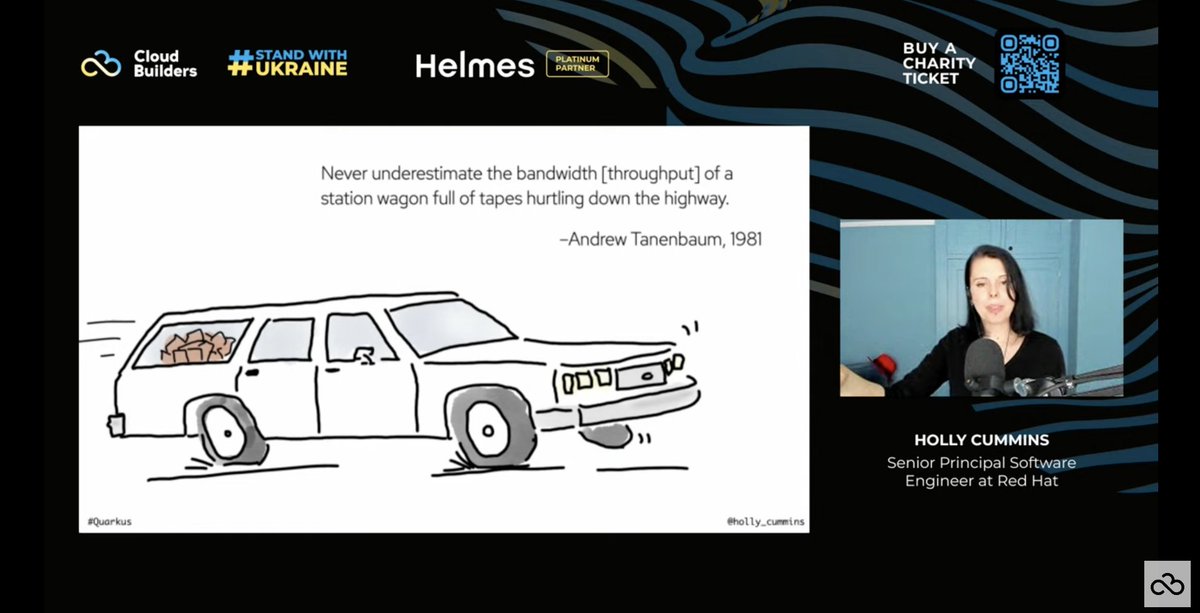 Cloud
Builders
#STAND WITH
UKRAINE
Helmes
PLATINUM
PARTNER
BUY A
CHARITY
TICKET
Never underestimate the bandwidth [throughput] of a
station wagon full of tapes hurtling down the highway.
–Andrew Tanenbaum, 1981
#Quarkus
@holly_cummins
HOLLY CUMMINS
Senior Principal Software
Engineer at Red Hat